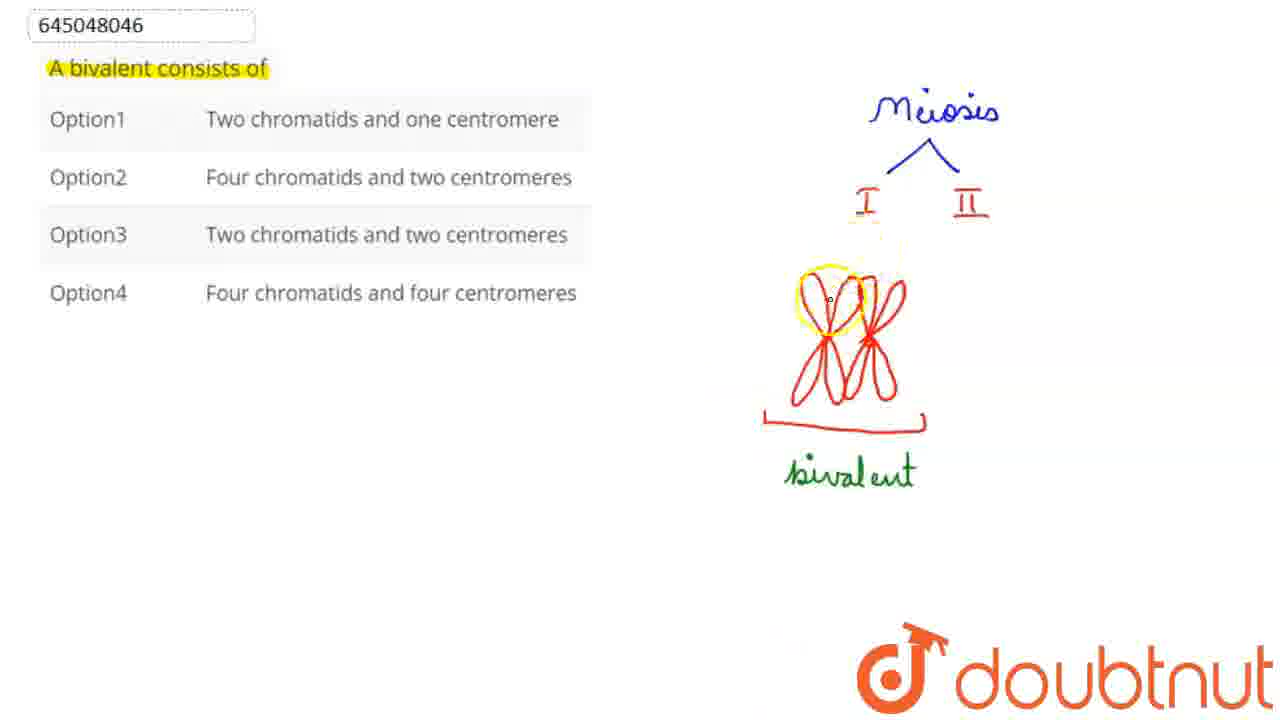 645048046
A bivalent consists of
Option1 Two chromatids and one centromere
Option2 Four chromatids and two centromeres
Option3 Two chromatids and two centromeres
Option4 Four chromatids and four centromeres
Meiosis
I II
bivalent
doubtnut